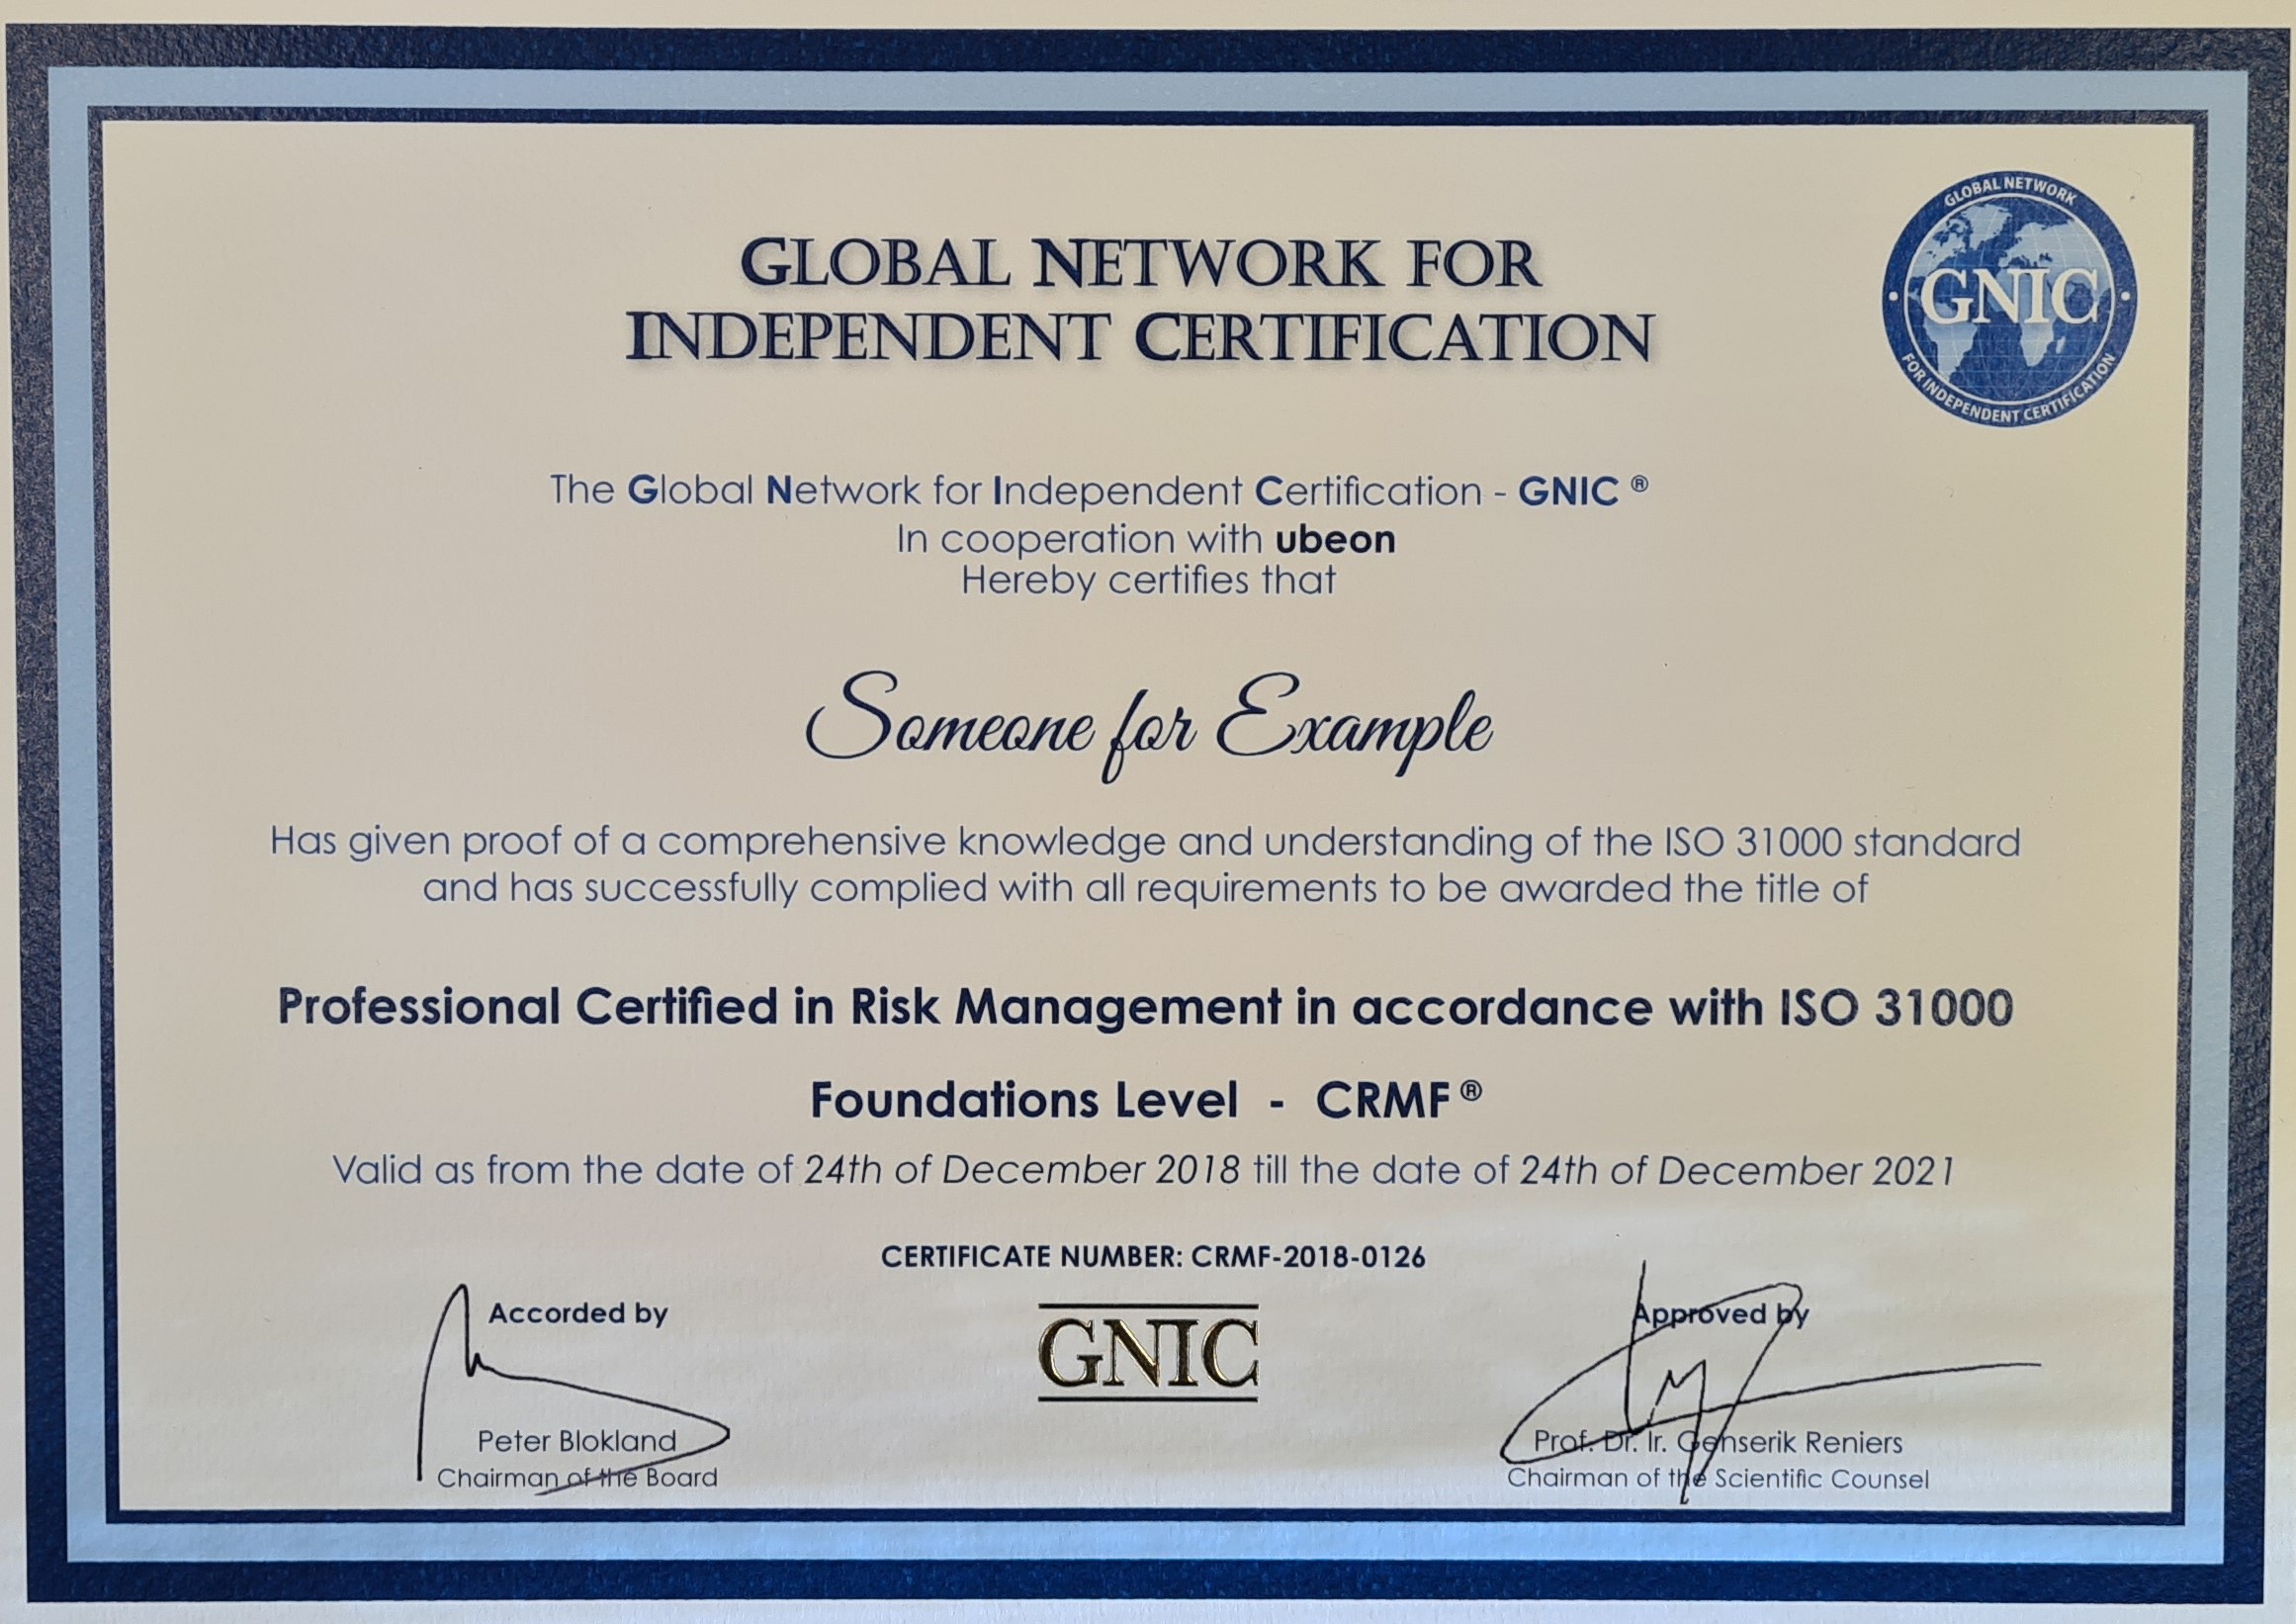 GLOBAL NETWORK FOR
INDEPENDENT CERTIFICATION
GLOBAL NETWORK
GNIC
FOR INDEPENDENT CERTIFICATION
The Global Network for Independent Certification - GNIC ®
In cooperation with ubeon
Hereby certifies that
Someone for Example
Has given proof of a comprehensive knowledge and understanding of the ISO 31000 standard
and has successfully complied with all requirements to be awarded the title of
Professional Certified in Risk Management in accordance with ISO 31000
Foundations Level - CRMF ®
Valid as from the date of 24th of December 2018 till the date of 24th of December 2021
CERTIFICATE NUMBER: CRMF-2018-0126
Accorded by
Peter Blokland
Chairman of the Board
GNIC
Approved by
Prof. Dr. Ir. Genserik Reniers
Chairman of the Scientific Counsel